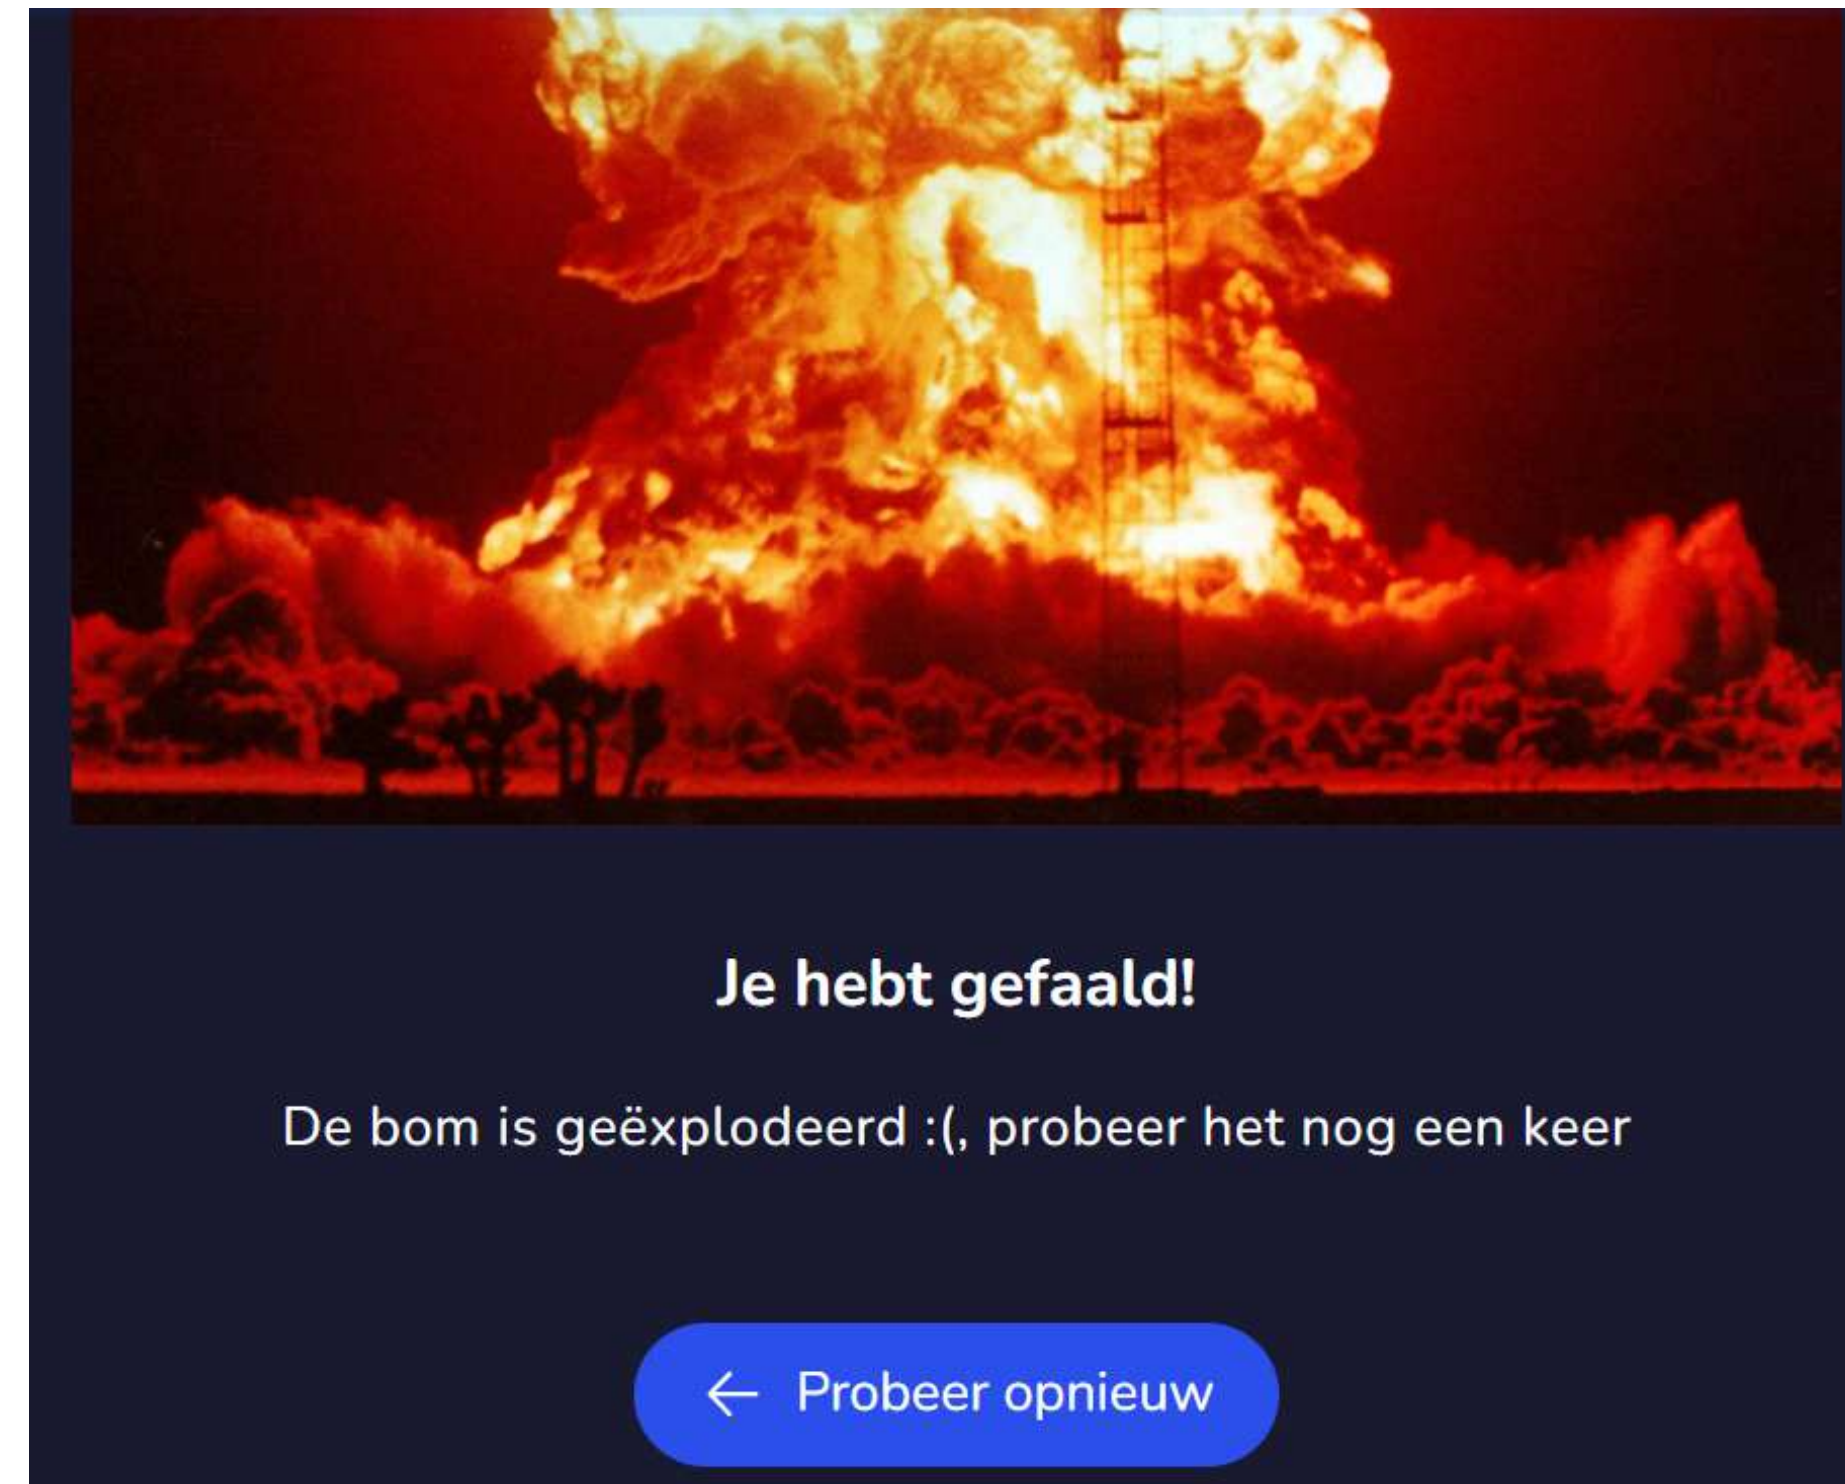 Je hebt gefaald!
De bom is geëxplodeerd :(, probeer het nog een keer
← Probeer opnieuw